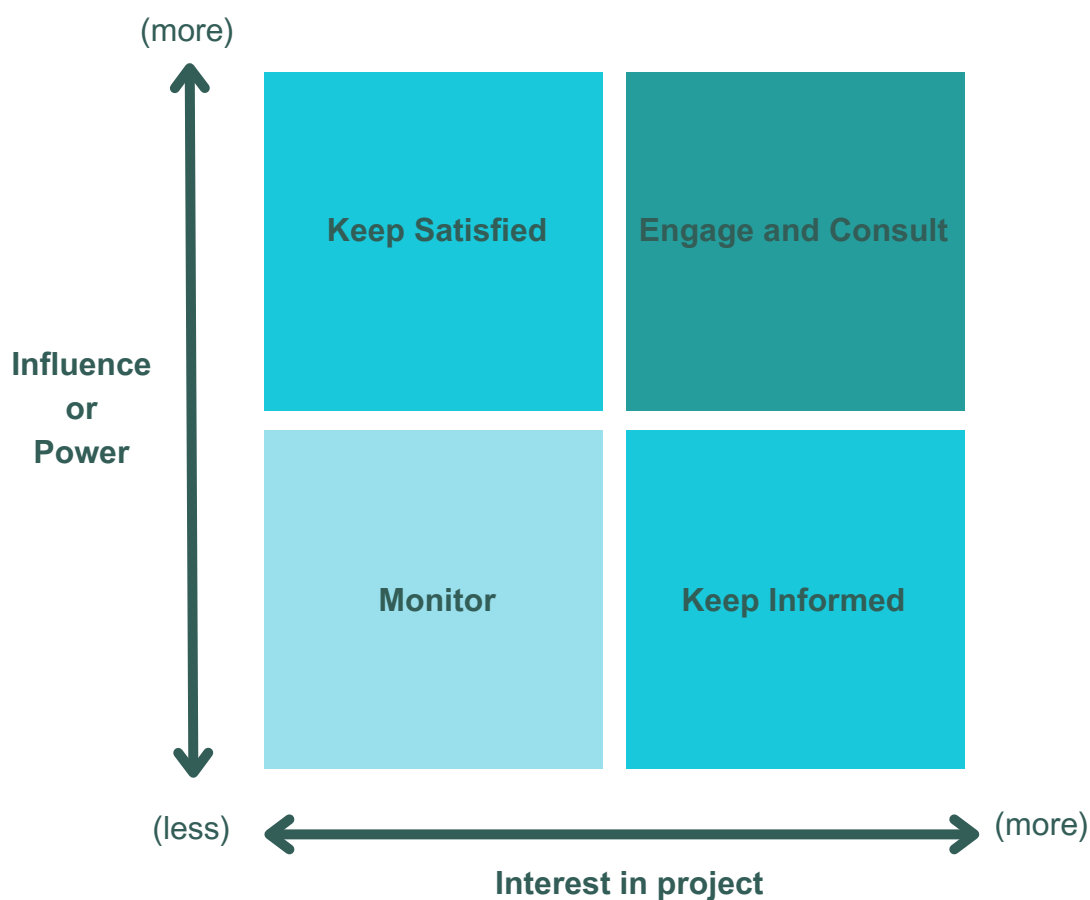 (more)
Keep Satisfied
Engage and Consult
Influence
or
Power
Monitor
Keep Informed
(less)
(more)
Interest in project